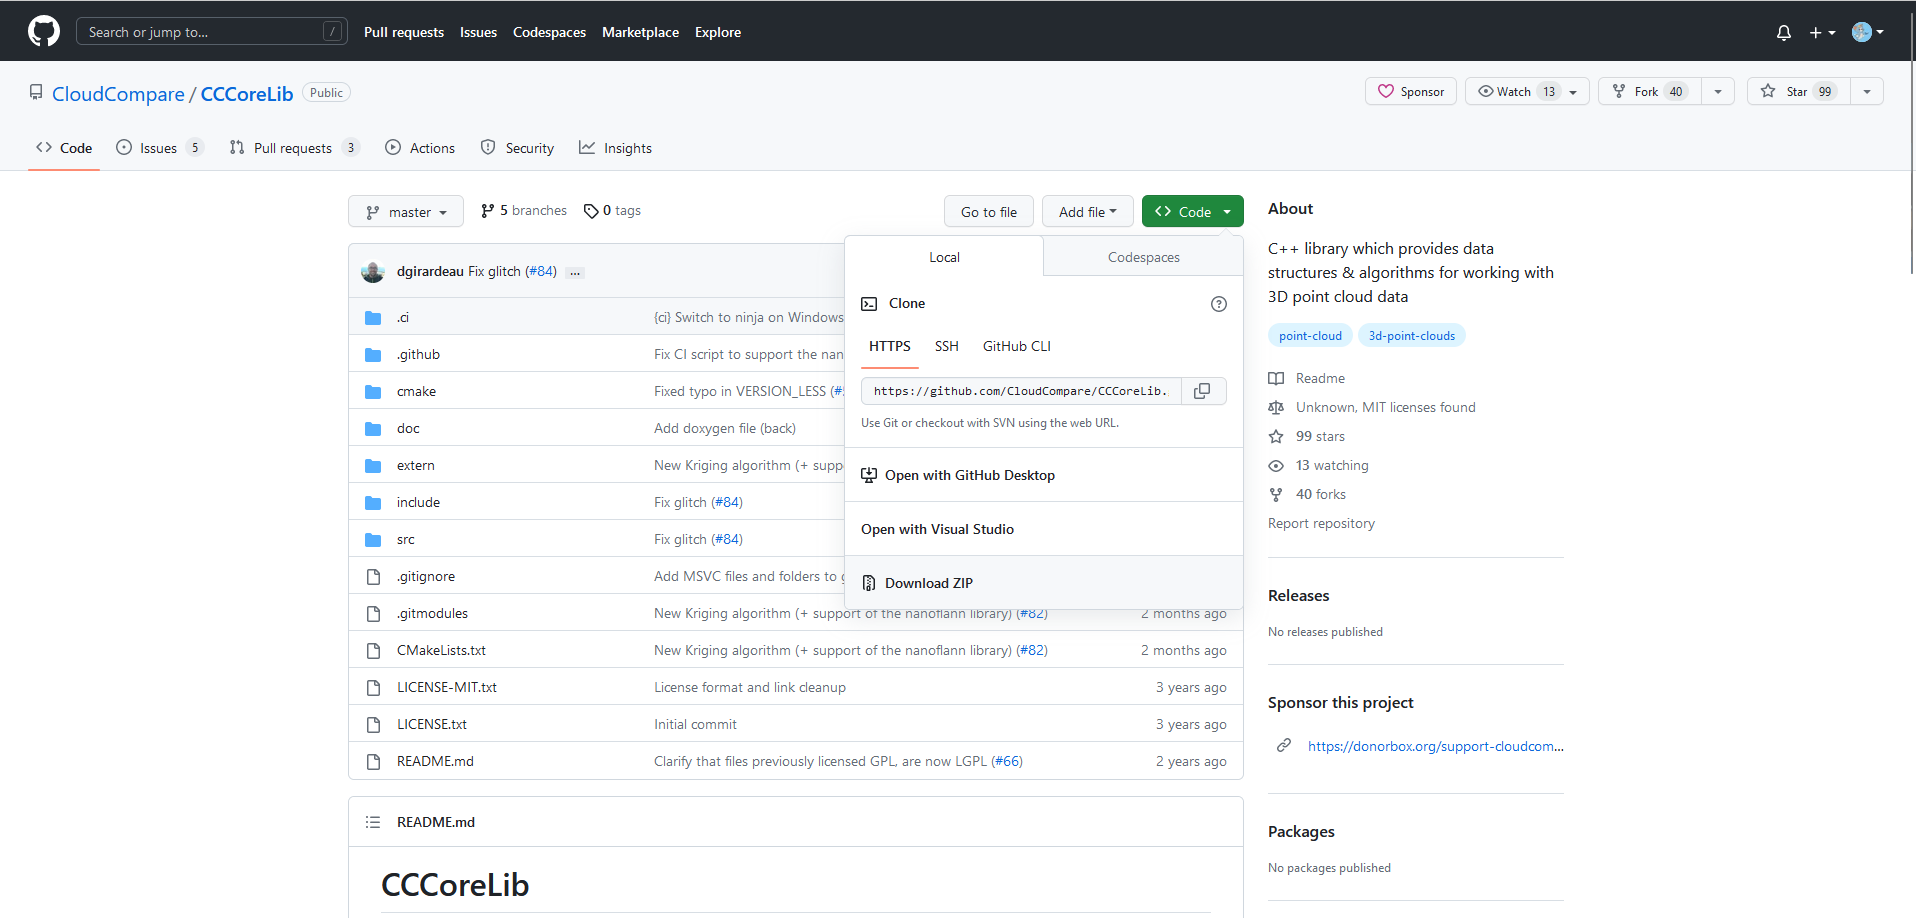 Search or jump to...
/
Pull requests
Issues
Codespaces
Marketplace
Explore
CloudCompare / CCCoreLib
Public
Sponsor
Watch 13
Fork 40
Star 99
Code
Issues 5
Pull requests 3
Actions
Security
Insights
master
5 branches
0 tags
Go to file
Add file
Code
dgirardeau Fix glitch (#84) ...
.ci
{ci} Switch to ninja on Windows
.github
Fix CI script to support the nan
cmake
Fixed typo in VERSION_LESS (#
doc
Add doxygen file (back)
extern
New Kriging algorithm (+ supp
include
Fix glitch (#84)
src
Fix glitch (#84)
.gitignore
Add MSVC files and folders to
.gitmodules
New Kriging algorithm (+ support of the nanoflann library) (#82)
2 months ago
CMakeLists.txt
New Kriging algorithm (+ support of the nanoflann library) (#82)
2 months ago
LICENSE-MIT.txt
License format and link cleanup
3 years ago
LICENSE.txt
Initial commit
3 years ago
README.md
Clarify that files previously licensed GPL, are now LGPL (#66)
2 years ago
Local
Codespaces
Clone
HTTPS
SSH
GitHub CLI
https://github.com/CloudCompare/CCCoreLib.
Use Git or checkout with SVN using the web URL.
Open with GitHub Desktop
Open with Visual Studio
Download ZIP
README.md
CCCoreLib
About
C++ library which provides data
structures & algorithms for working with
3D point cloud data
point-cloud
3d-point-clouds
Readme
Unknown, MIT licenses found
99 stars
13 watching
40 forks
Report repository
Releases
No releases published
Sponsor this project
https://donorbox.org/support-cloudcom...
Packages
No packages published